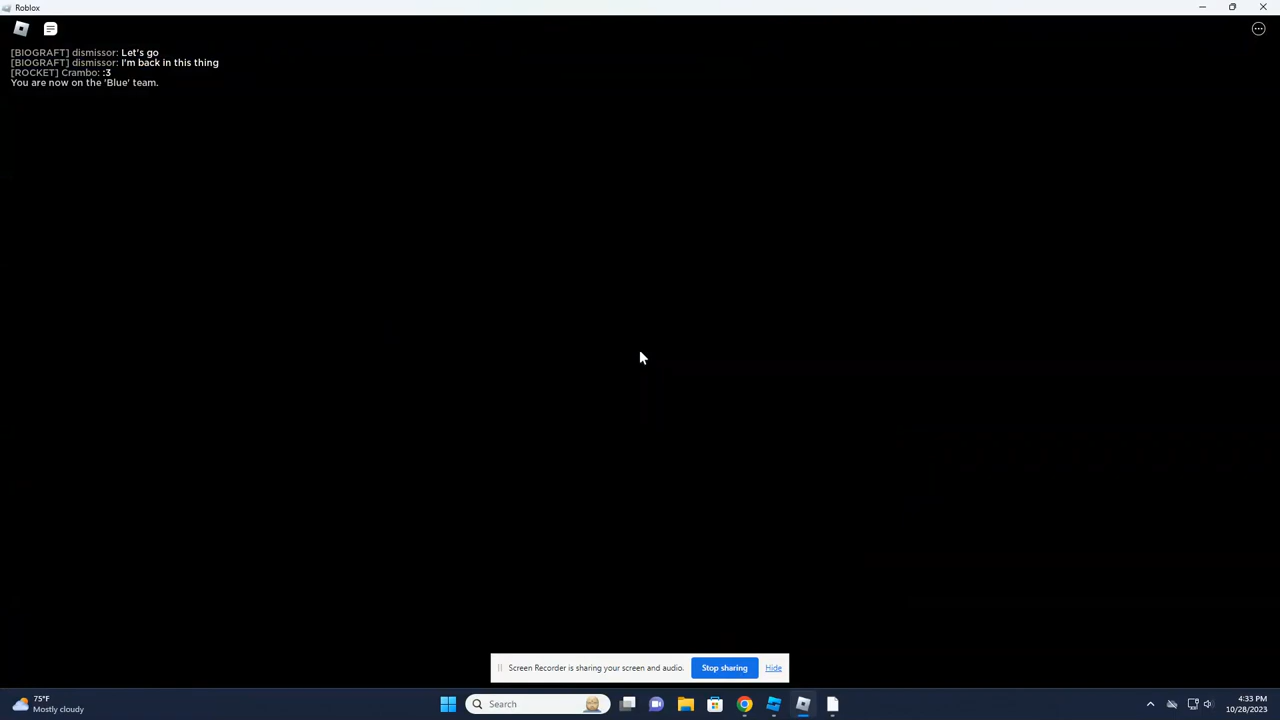 Roblox
[BIOGRAFT] dismissor: Let's go
[BIOGRAFT] dismissor: I'm back in this thing
[ROCKET] Crambo: :3
You are now on the 'Blue' team.
Screen Recorder is sharing your screen and audio.
Stop sharing
Hide
75°F
Mostly cloudy
Search
4:33 PM
10/28/2023